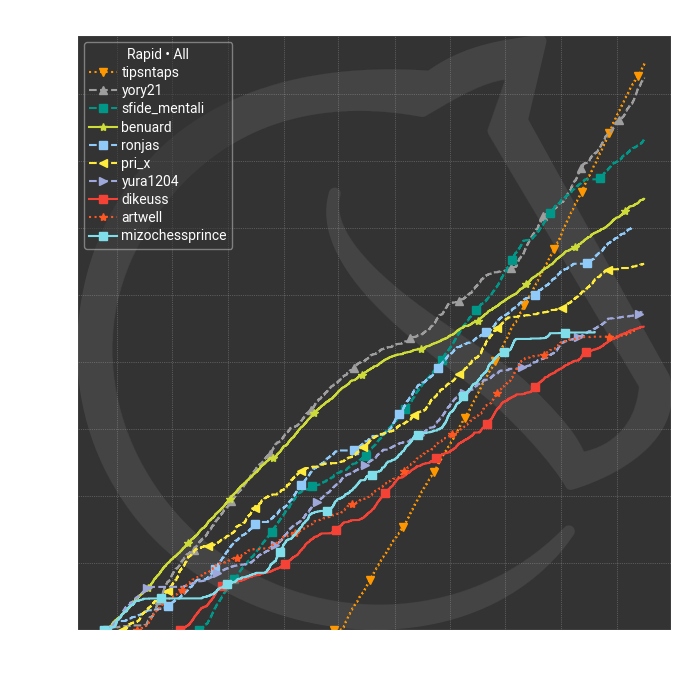 Rapid • All
tipsntaps
yory21
sfide_mentali
benuard
ronjas
pri_x
yura1204
dikeuss
artwell
mizochessprince